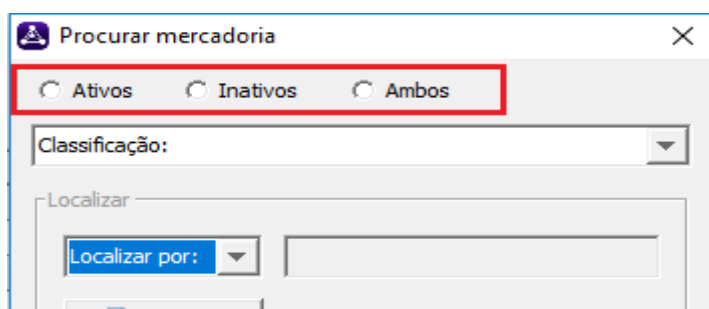 Procurar mercadoria
Ativos Inativos Ambos
Classificação:
Localizar
Localizar por: